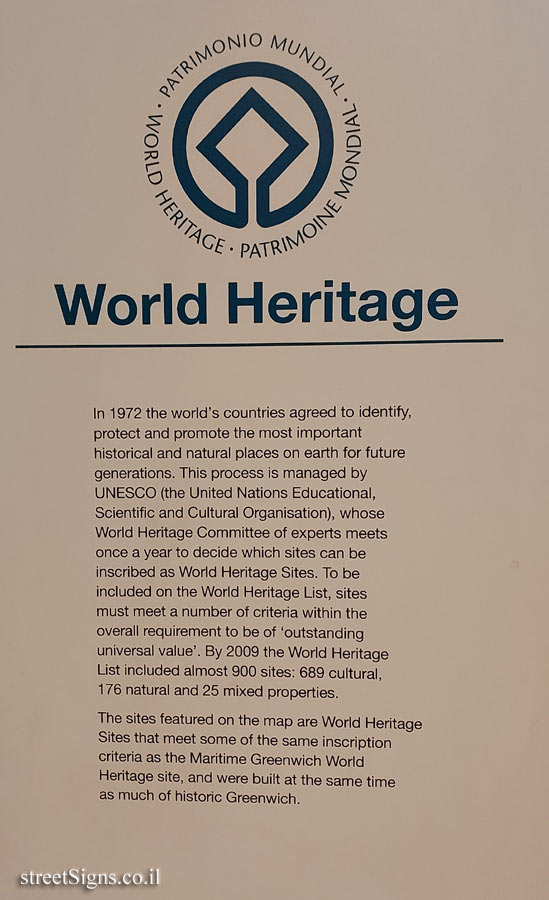 · PATRIMONIO MUNDIAL ·
WORLD HERITAGE · PATRIMOINE MONDIAL
World Heritage
In 1972 the world's countries agreed to identify,
protect and promote the most important
historical and natural places on earth for future
generations. This process is managed by
UNESCO (the United Nations Educational,
Scientific and Cultural Organisation), whose
World Heritage Committee of experts meets
once a year to decide which sites can be
inscribed as World Heritage Sites. To be
included on the World Heritage List, sites
must meet a number of criteria within the
overall requirement to be of ‘outstanding
universal value’. By 2009 the World Heritage
List included almost 900 sites: 689 cultural,
176 natural and 25 mixed properties.
The sites featured on the map are World Heritage
Sites that meet some of the same inscription
criteria as the Maritime Greenwich World
Heritage site, and were built at the same time
as much of historic Greenwich.
streetSigns.co.il